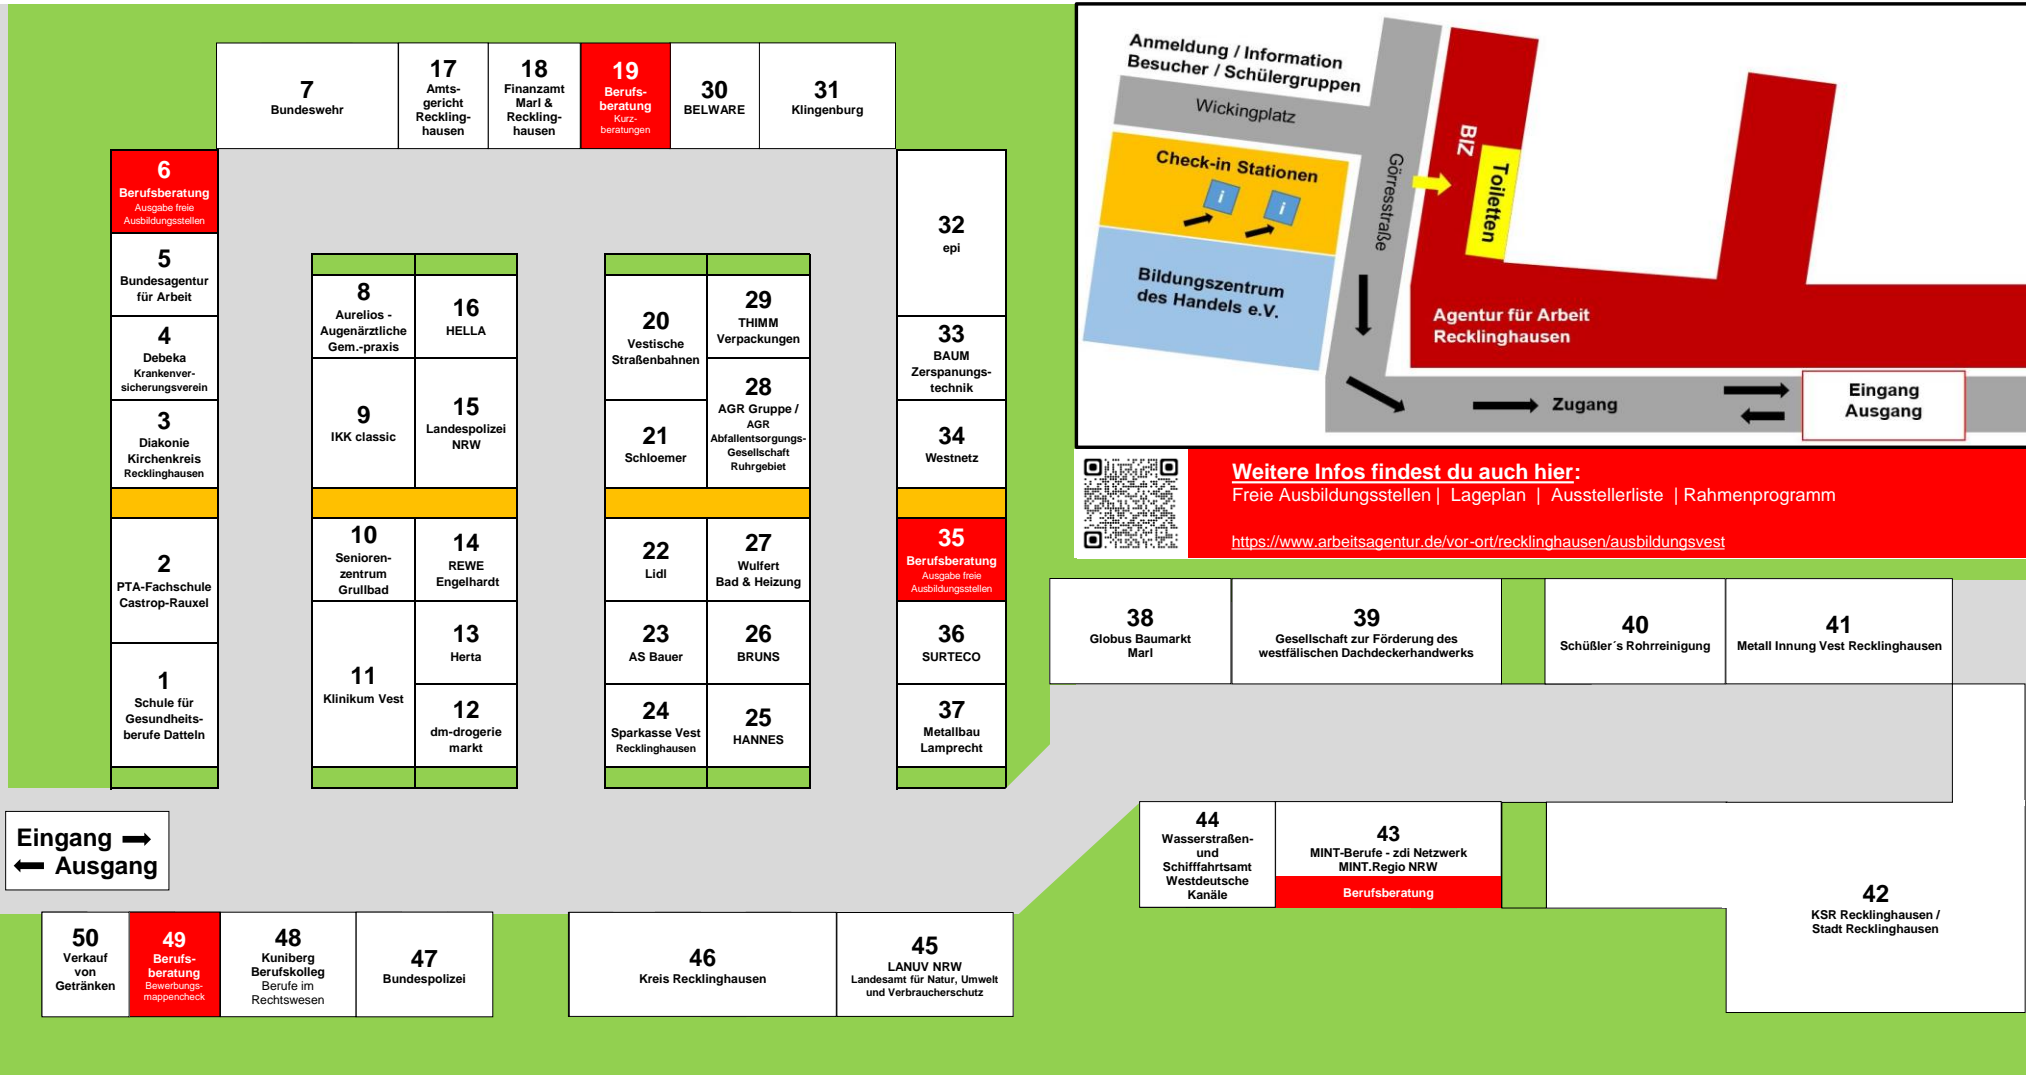 7
Bundeswehr
17
Amts-
gericht
Reckling-
hausen
18
Finanzamt
Marl &
Reckling-
hausen
19
Berufs-
beratung
Kurz-
beratungen
30
BELWARE
31
Klingenburg
6
Berufsberatung
Ausgabe freie
Ausbildungsstellen
5
Bundesagentur
für Arbeit
4
Debeka
Krankenver-
sicherungsverein
3
Diakonie
Kirchenkreis
Recklinghausen
2
PTA-Fachschule
Castrop-Rauxel
1
Schule für
Gesundheits-
berufe Datteln
8
Aurelios -
Augenärztliche
Gem.-praxis
16
HELLA
9
IKK classic
15
Landespolizei
NRW
10
Senioren-
zentrum
Grullbad
14
REWE
Engelhardt
11
Klinikum Vest
13
Herta
12
dm-drogerie
markt
20
Vestische
Straßenbahnen
29
THIMM
Verpackungen
21
Schloemer
28
AGR Gruppe /
AGR
Abfallentsorgungs-
Gesellschaft
Ruhrgebiet
22
Lidl
27
Wulfert
Bad & Heizung
23
AS Bauer
26
BRUNS
24
Sparkasse Vest
Recklinghausen
25
HANNES
32
epi
33
BAUM
Zerspanungs-
technik
34
Westnetz
35
Berufsberatung
Ausgabe freie
Ausbildungsstellen
36
SURTECO
37
Metallbau
Lamprecht
Anmeldung / Information
Besucher / Schülergruppen
Wickingplatz
Check-in Stationen
i
i
Bildungszentrum
des Handels e.V.
Görresstraße
BIZ
Toiletten
Agentur für Arbeit
Recklinghausen
Zugang
Eingang
Ausgang
Weitere Infos findest du auch hier:
Freie Ausbildungsstellen | Lageplan | Ausstellerliste | Rahmenprogramm
https://www.arbeitsagentur.de/vor-ort/recklinghausen/ausbildungsvest
38
Globus Baumarkt
Marl
39
Gesellschaft zur Förderung des
westfälischen Dachdeckerhandwerks
40
Schüßler´s Rohrreinigung
41
Metall Innung Vest Recklinghausen
44
Wasserstraßen-
und
Schifffahrtsamt
Westdeutsche
Kanäle
43
MINT-Berufe - zdi Netzwerk
MINT.Regio NRW
Berufsberatung
42
KSR Recklinghausen /
Stadt Recklinghausen
Eingang
Ausgang
50
Verkauf
von
Getränken
49
Berufs-
beratung
Bewerbungs-
mappencheck
48
Kuniberg
Berufskolleg
Berufe im
Rechtswesen
47
Bundespolizei
46
Kreis Recklinghausen
45
LANUV NRW
Landesamt für Natur, Umwelt
und Verbraucherschutz